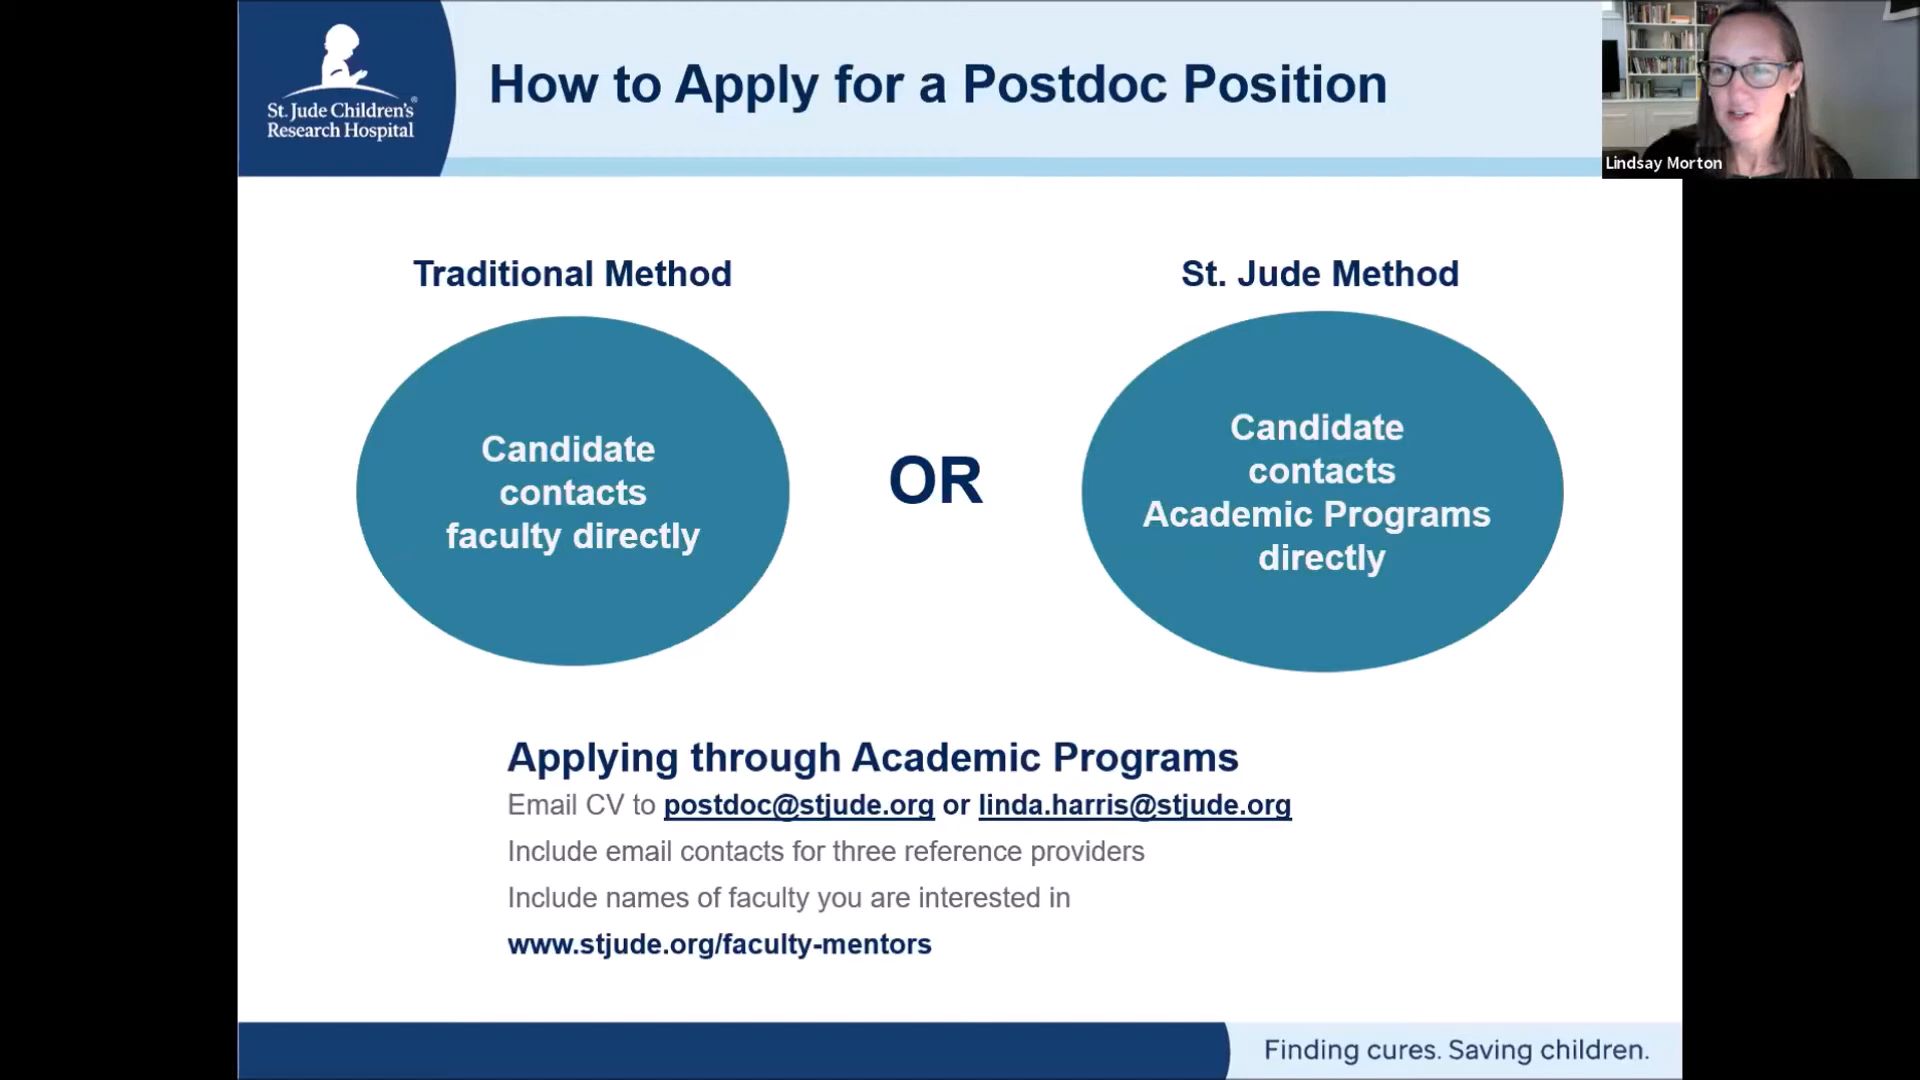 St. Jude Children's®
Research Hospital
How to Apply for a Postdoc Position
Lindsay Morton
Traditional Method
Candidate
contacts
faculty directly
OR
St. Jude Method
Candidate
contacts
Academic Programs
directly
Applying through Academic Programs
Email CV to postdoc@stjude.org or linda.harris@stjude.org
Include email contacts for three reference providers
Include names of faculty you are interested in
www.stjude.org/faculty-mentors
Finding cures. Saving children.